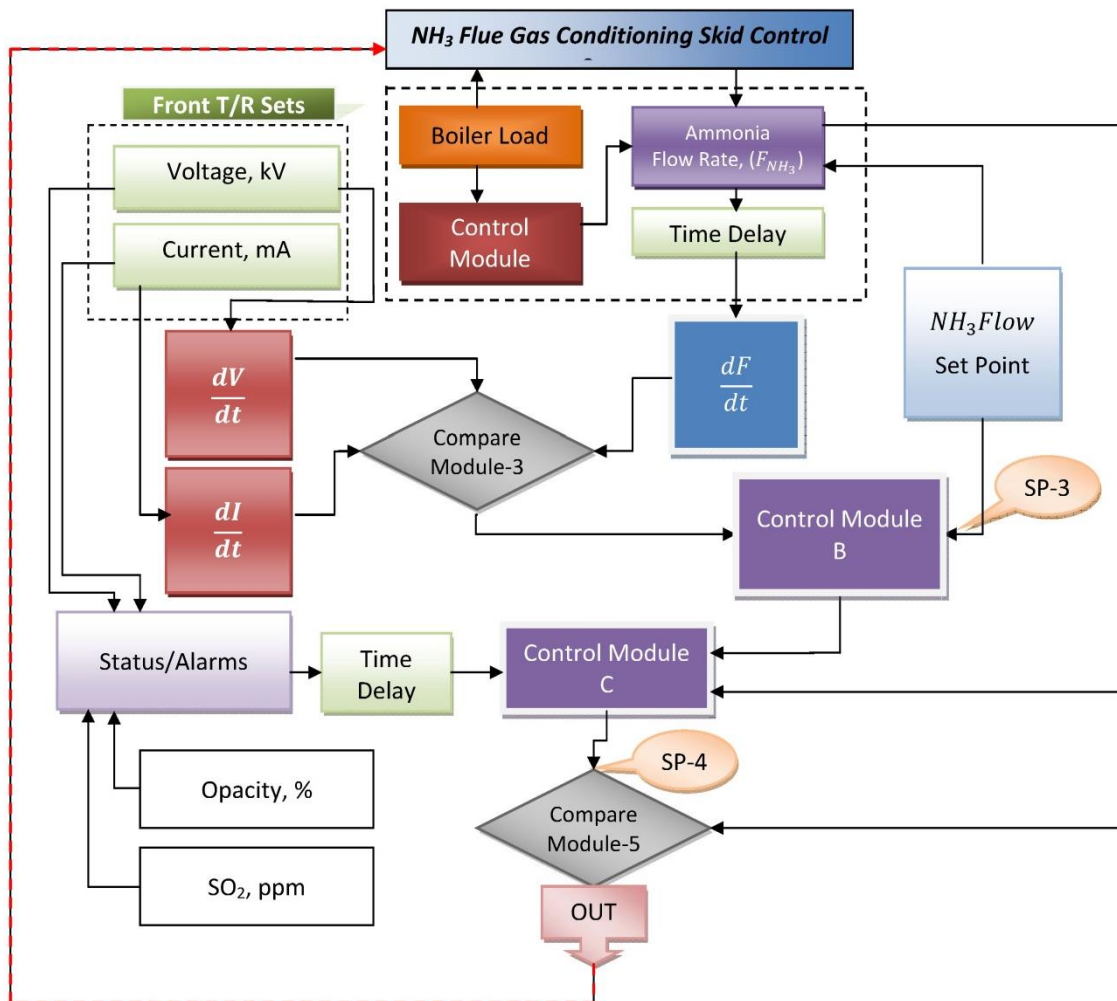 NH₃ Flue Gas Conditioning Skid Control
Front T/R Sets
Voltage, kV
Current, mA
Boiler Load
Control
Module
Ammonia
Flow Rate, (F_{NH₃})
Time Delay
dV
dt
dI
dt
Compare
Module-3
dF
dt
NH₃Flow
Set Point
SP-3
Control Module
B
Status/Alarms
Time
Delay
Control Module
C
SP-4
Opacity, %
Compare
Module-5
SO₂, ppm
OUT